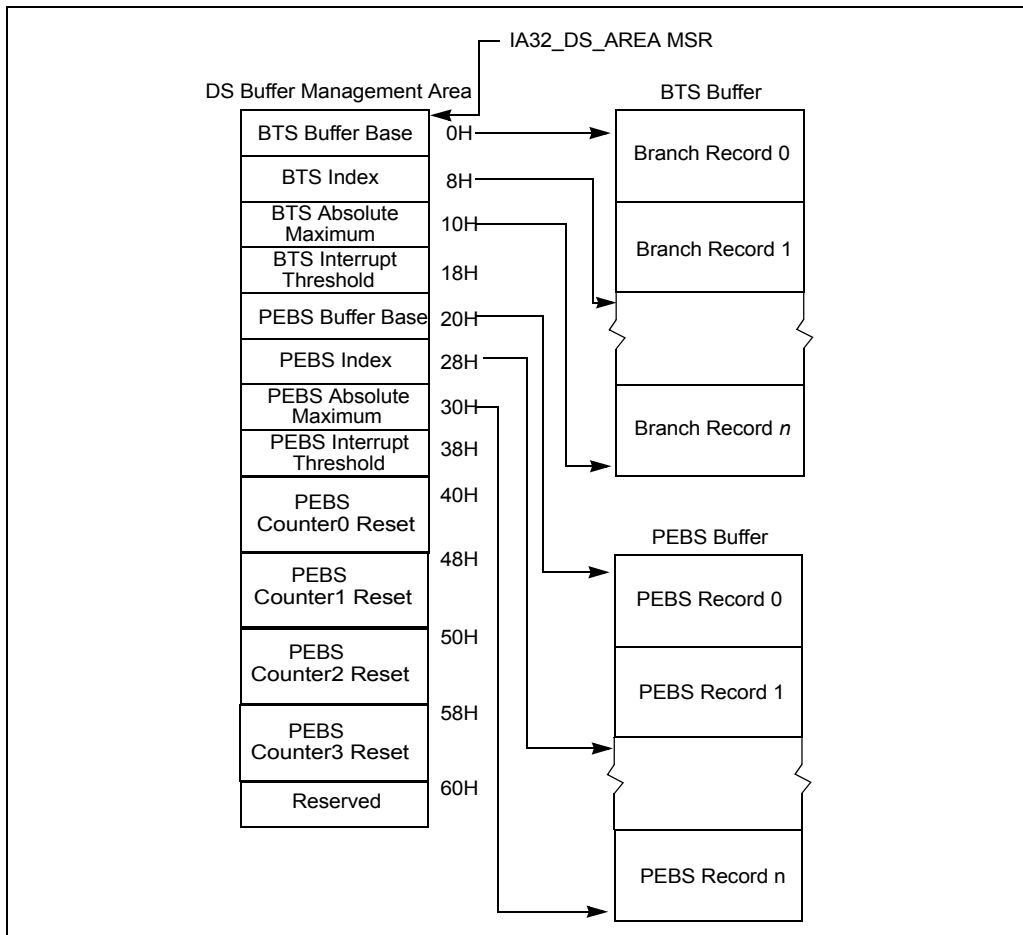 IA32_DS_AREA MSR
DS Buffer Management Area
BTS Buffer Base
0H
BTS Index
8H
BTS Absolute
Maximum
10H
BTS Interrupt
Threshold
18H
PEBS Buffer Base
20H
PEBS Index
28H
PEBS Absolute
Maximum
30H
PEBS Interrupt
Threshold
38H
40H
PEBS
Counter0 Reset
48H
PEBS
Counter1 Reset
50H
PEBS
Counter2 Reset
58H
PEBS
Counter3 Reset
60H
Reserved
BTS Buffer
Branch Record 0
Branch Record 1
Branch Record n
PEBS Buffer
PEBS Record 0
PEBS Record 1
PEBS Record n